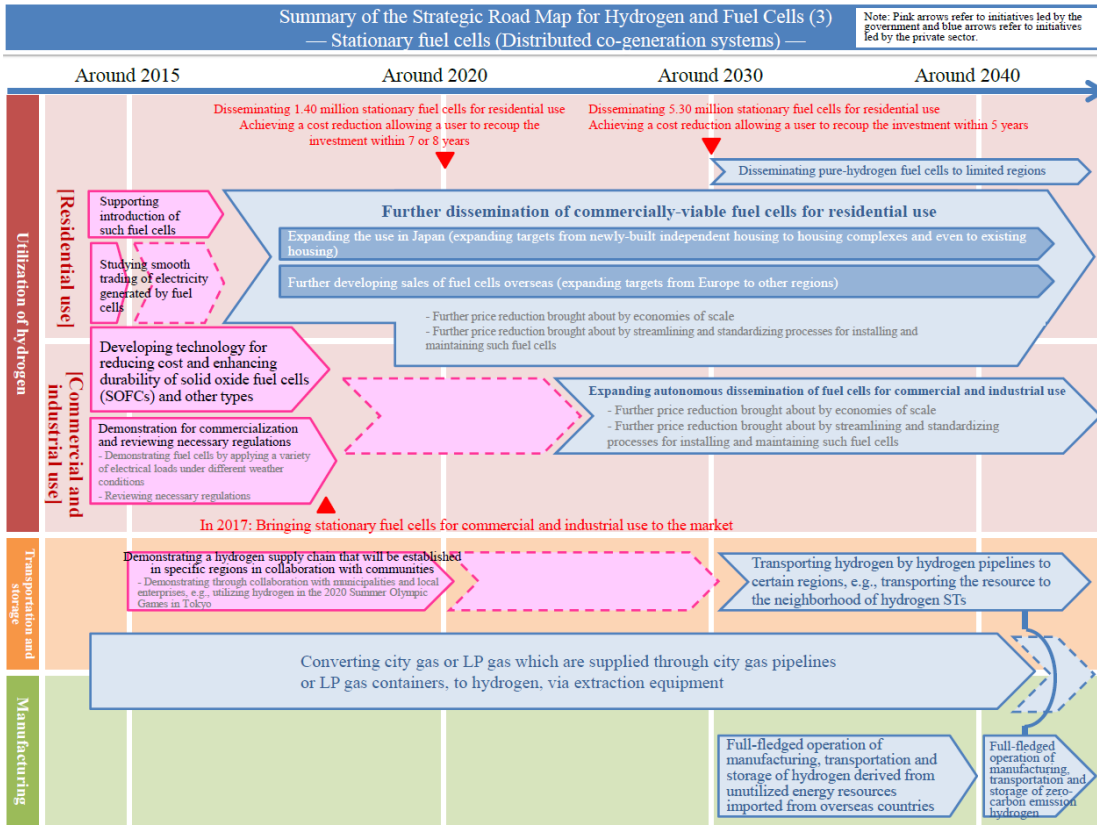 Summary of the Strategic Road Map for Hydrogen and Fuel Cells (3)
— Stationary fuel cells (Distributed co-generation systems) —
Note: Pink arrows refer to initiatives led by the
government and blue arrows refer to initiatives
led by the private sector.
Around 2015
Around 2020
Around 2030
Around 2040
Disseminating 1.40 million stationary fuel cells for residential use
Achieving a cost reduction allowing a user to recoup the
investment within 7 or 8 years
Disseminating 5.30 million stationary fuel cells for residential use
Achieving a cost reduction allowing a user to recoup the investment within 5 years
Disseminating pure-hydrogen fuel cells to limited regions
Utilization of hydrogen
[Residential use]
Supporting
introduction of
such fuel cells
Studying smooth
trading of electricity
generated by fuel
cells
Further dissemination of commercially-viable fuel cells for residential use
Expanding the use in Japan (expanding targets from newly-built independent housing to housing complexes and even to existing
housing)
Further developing sales of fuel cells overseas (expanding targets from Europe to other regions)
- Further price reduction brought about by economies of scale
- Further price reduction brought about by streamlining and standardizing processes for installing and
maintaining such fuel cells
[Commercial and
industrial use]
Developing technology for
reducing cost and enhancing
durability of solid oxide fuel cells
(SOFCs) and other types
Demonstration for commercialization
and reviewing necessary regulations
- Demonstrating fuel cells by applying a variety
of electrical loads under different weather
conditions
- Reviewing necessary regulations
Expanding autonomous dissemination of fuel cells for commercial and industrial use
- Further price reduction brought about by economies of scale
- Further price reduction brought about by streamlining and standardizing
processes for installing and maintaining such fuel cells
In 2017: Bringing stationary fuel cells for commercial and industrial use to the market
Transportation and
storage
Demonstrating a hydrogen supply chain that will be established
in specific regions in collaboration with communities
- Demonstrating through collaboration with municipalities and local
enterprises, e.g., utilizing hydrogen in the 2020 Summer Olympic
Games in Tokyo
Transporting hydrogen by hydrogen pipelines to
certain regions, e.g., transporting the resource to
the neighborhood of hydrogen STs
Converting city gas or LP gas which are supplied through city gas pipelines
or LP gas containers, to hydrogen, via extraction equipment
Manufacturing
Full-fledged operation of
manufacturing, transportation and
storage of hydrogen derived from
unutilized energy resources
imported from overseas countries
Full-fledged
operation of
manufacturing,
transportation and
storage of zero-
carbon emission
hydrogen